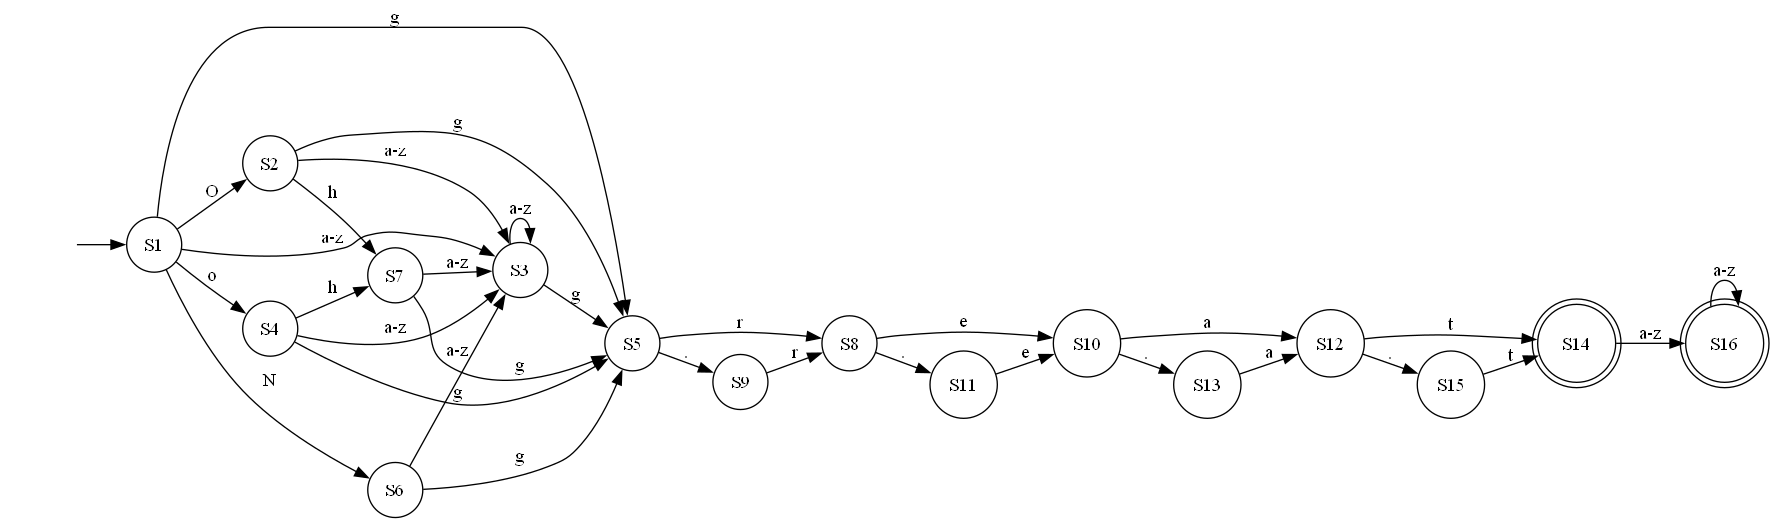 g
g
S2
a-z
O
h
a-z
S1
a-z
S7
a-z
S3
a-z
o
h
g
S4
a-z
r
e
a
t
a-z
S5
S8
S10
S12
S14
S16
.
r
.
e
.
a
.
t
S9
S11
S13
S15
a-z
g
N
g
g
S6